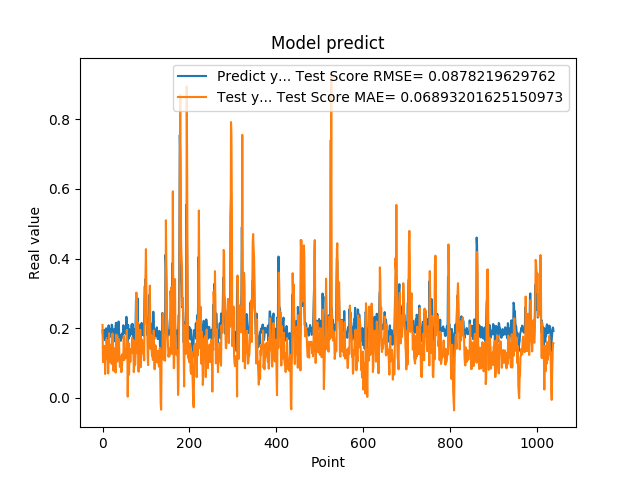 Model predict
Predict y... Test Score RMSE= 0.0878219629762
Test y... Test Score MAE= 0.06893201625150973
Real value
0.8
0.6
0.4
0.2
0.0
0 200 400 600 800 1000
Point